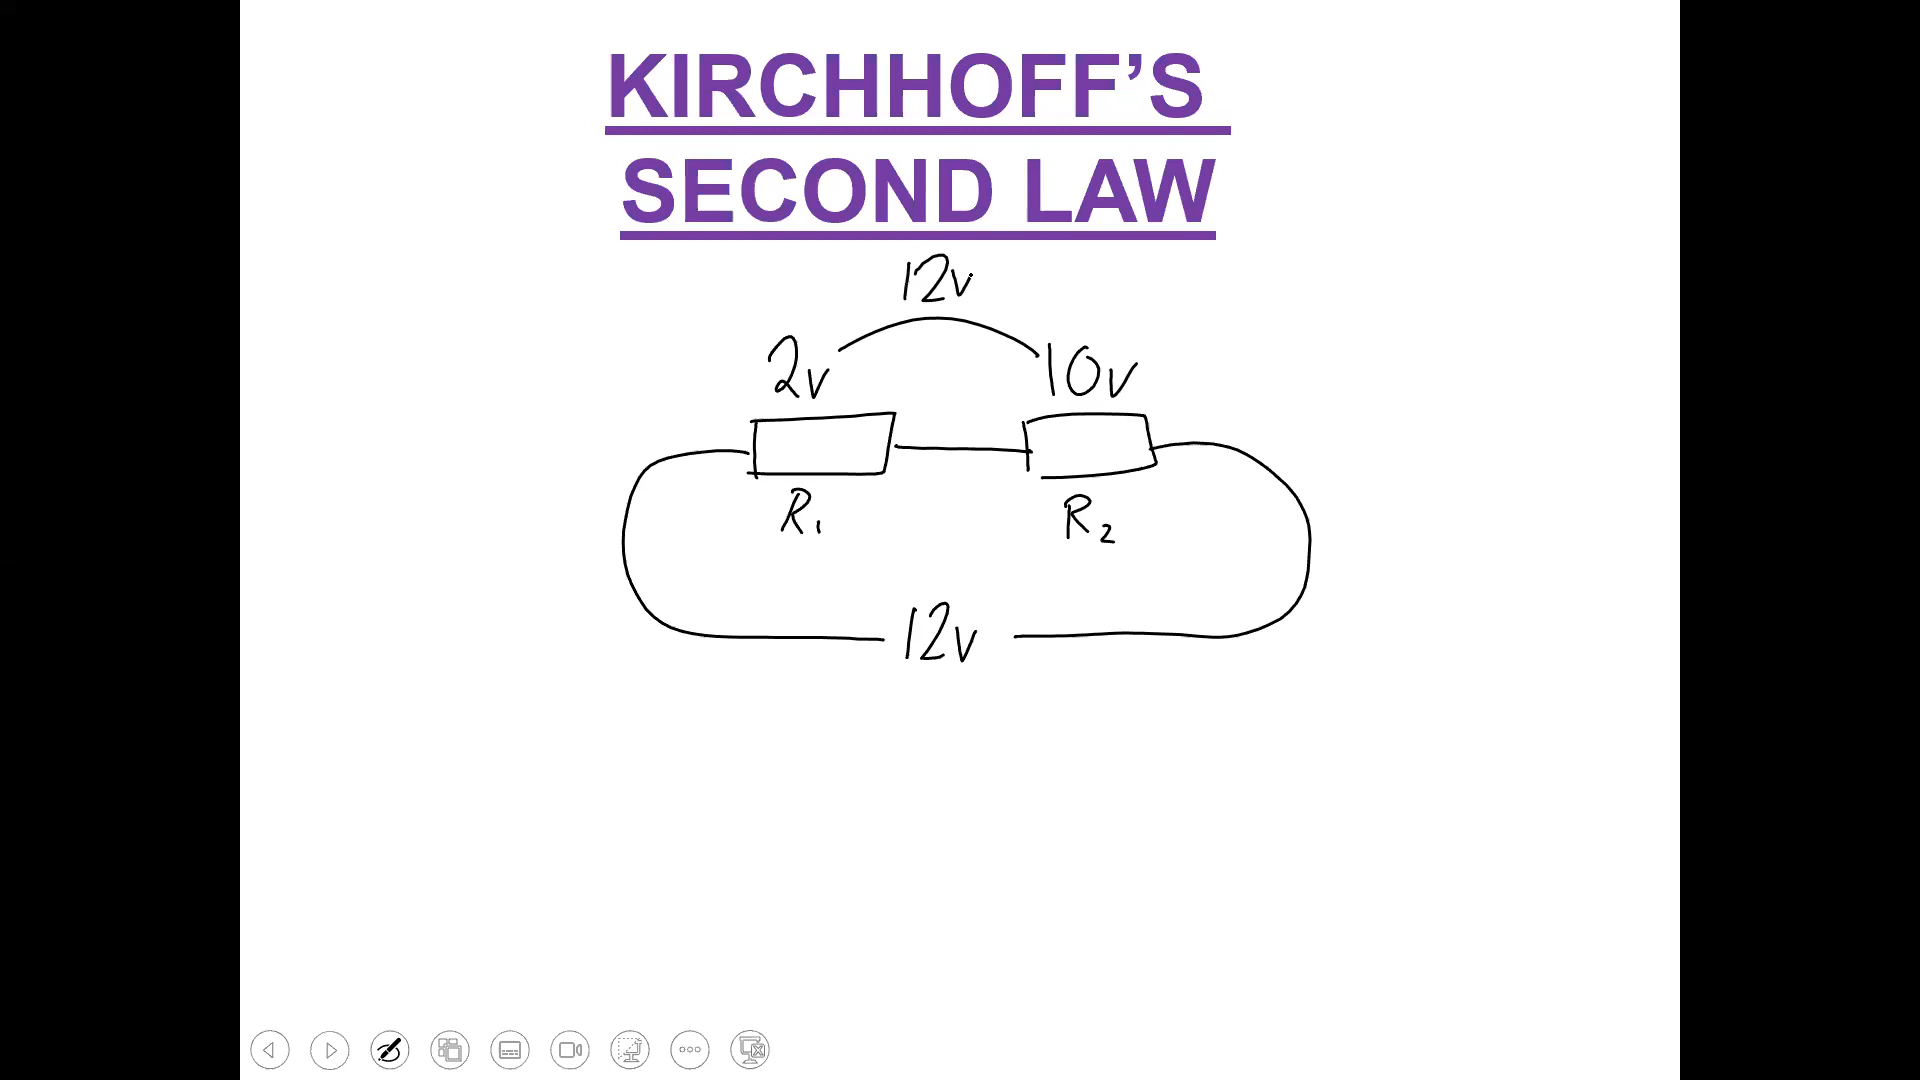 KIRCHHOFF’S
SECOND LAW
12v
2v 10v
R1 R2
12v